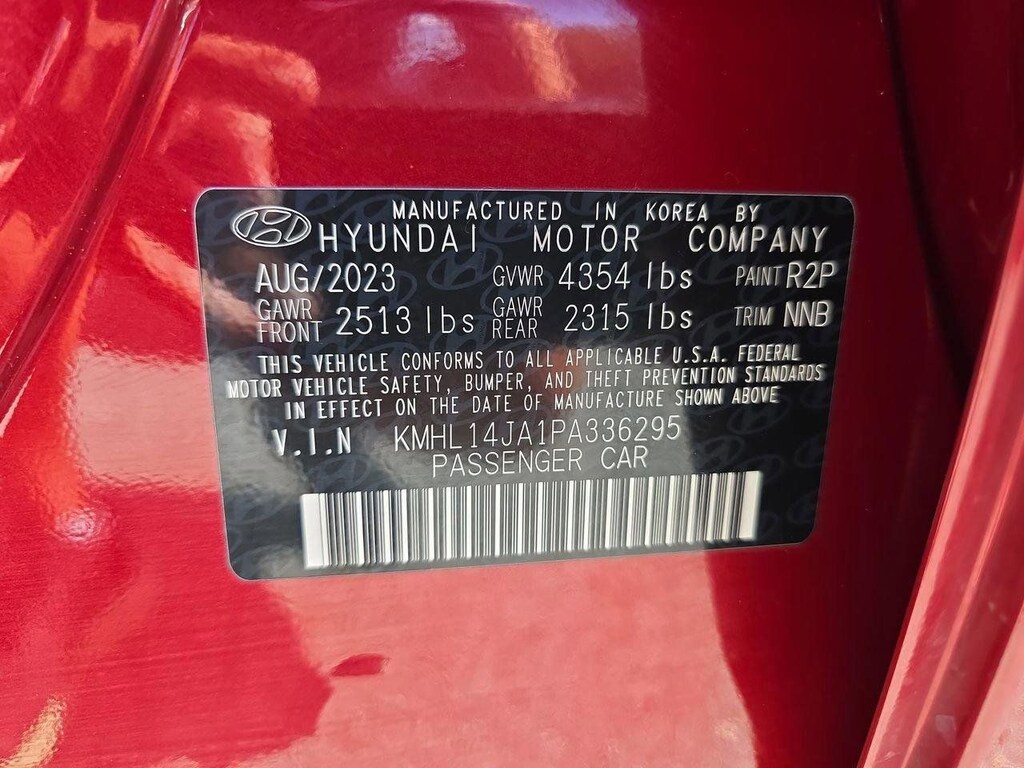 MANUFACTURED IN KOREA BY
HYUNDAI MOTOR COMPANY
AUG/2023 GVWR 4354 lbs PAINT R2P
GAWR FRONT 2513 lbs GAWR REAR 2315 lbs TRIM NNB
THIS VEHICLE CONFORMS TO ALL APPLICABLE U.S.A. FEDERAL
MOTOR VEHICLE SAFETY, BUMPER, AND THEFT PREVENTION STANDARDS
IN EFFECT ON THE DATE OF MANUFACTURE SHOWN ABOVE
V.I.N KMHL14JA1PA336295
PASSENGER CAR